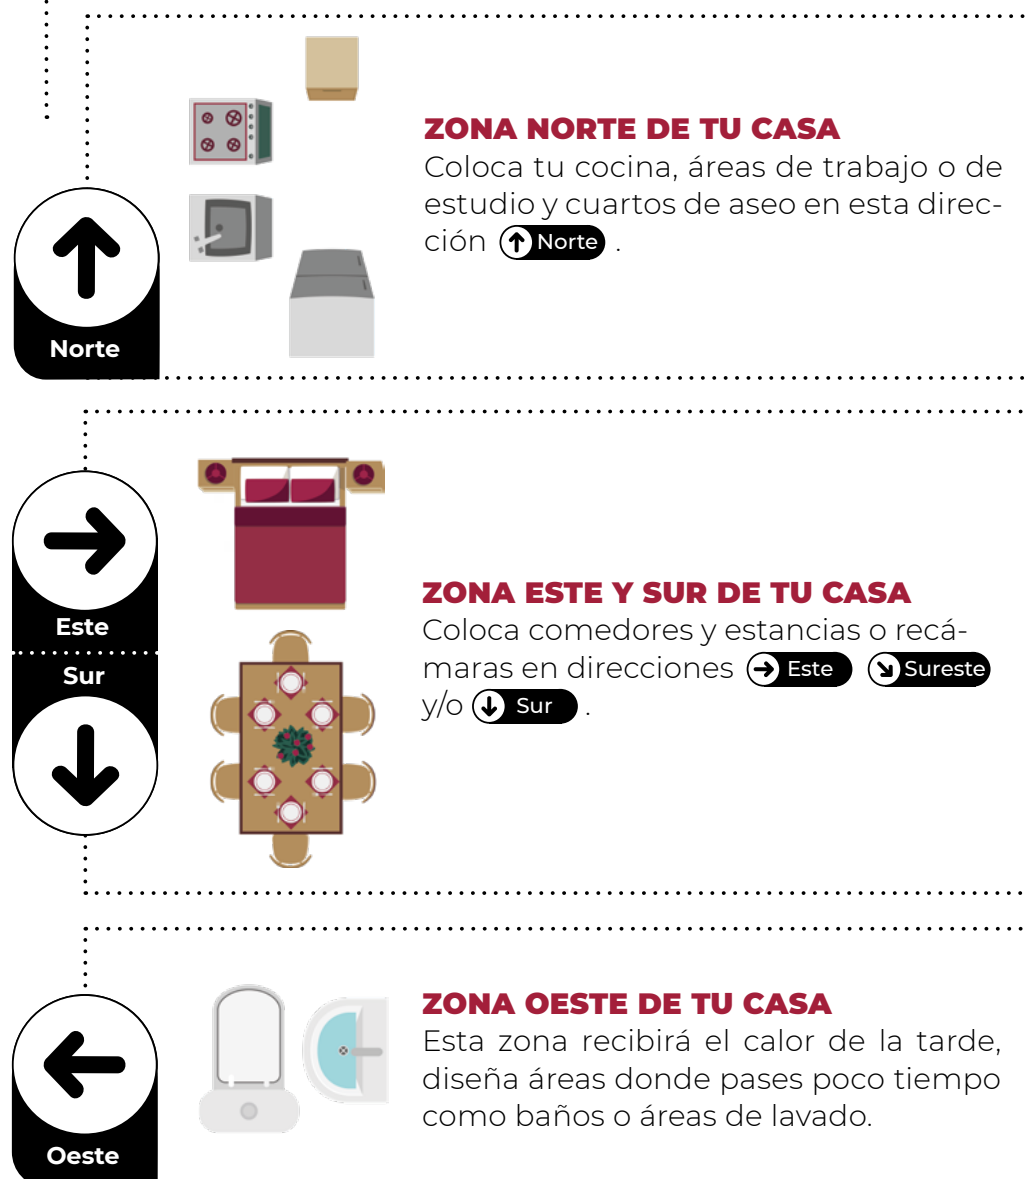 ZONA NORTE DE TU CASA
Coloca tu cocina, áreas de trabajo o de
estudio y cuartos de aseo en esta direc-
ción Norte .
Norte
Este
Sur
ZONA ESTE Y SUR DE TU CASA
Coloca comedores y estancias o recá-
maras en direcciones Este Sureste
y/o Sur .
ZONA OESTE DE TU CASA
Esta zona recibirá el calor de la tarde,
diseña áreas donde pases poco tiempo
como baños o áreas de lavado.
Oeste